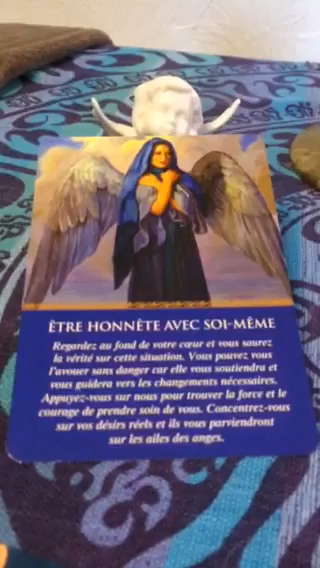 ÊTRE HONNÊTE AVEC SOI-MÊME
Regardez au fond de votre cœur et vous saurez
la vérité sur cette situation. Vous pouvez vous
l'avouer sans danger car elle vous soutiendra et
vous guidera vers les changements nécessaires.
Appuyez-vous sur nous pour trouver la force et le
courage de prendre soin de vous. Concentrez-vous
sur vos désirs réels et ils vous parviendront
sur les ailes des anges.